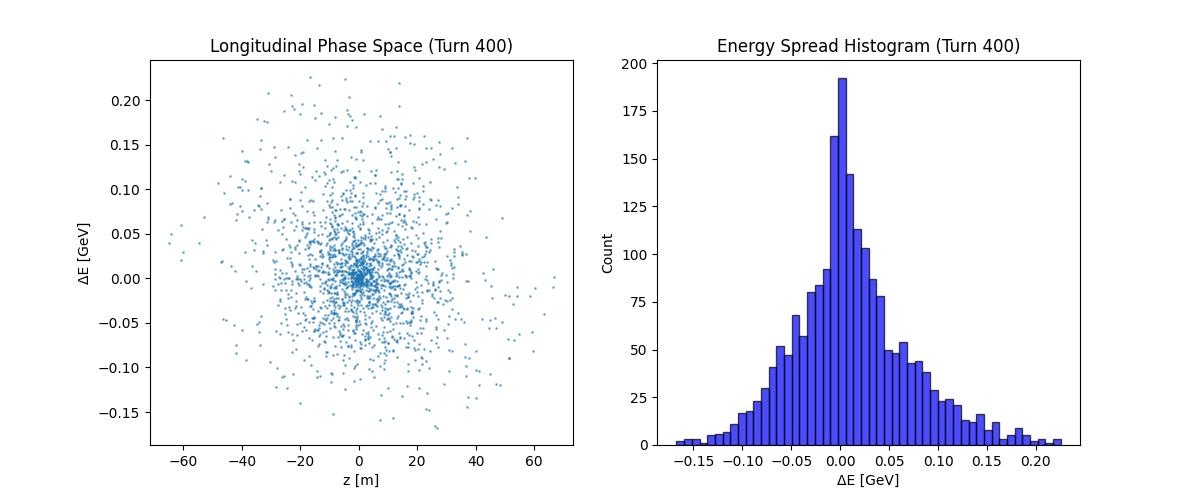 Longitudinal Phase Space (Turn 400)
ΔE [GeV]
0.20
0.15
0.10
0.05
0.00
−0.05
−0.10
−0.15
−60 −40 −20 0 20 40 60
z [m]
Energy Spread Histogram (Turn 400)
Count
200
175
150
125
100
75
50
25
0
−0.15 −0.10 −0.05 0.00 0.05 0.10 0.15 0.20
ΔE [GeV]